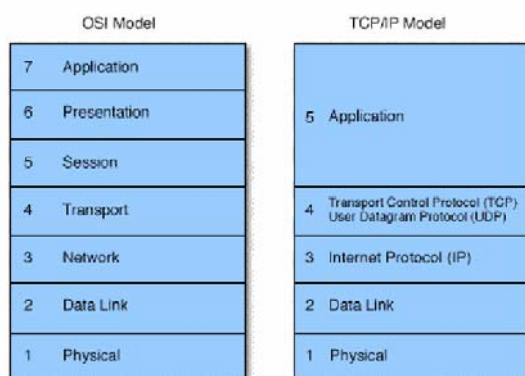 OSI Model
7 Application
6 Presentation
5 Session
4 Transport
3 Network
2 Data Link
1 Physical
TCP/IP Model
5 Application
4 Transport Control Protocol (TCP)
User Datagram Protocol (UDP)
3 Internet Protocol (IP)
2 Data Link
1 Physical